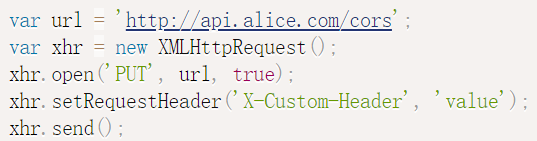 var url = 'http://api.alice.com/cors';
var xhr = new XMLHttpRequest();
xhr.open('PUT', url, true);
xhr.setRequestHeader('X-Custom-Header', 'value');
xhr.send();